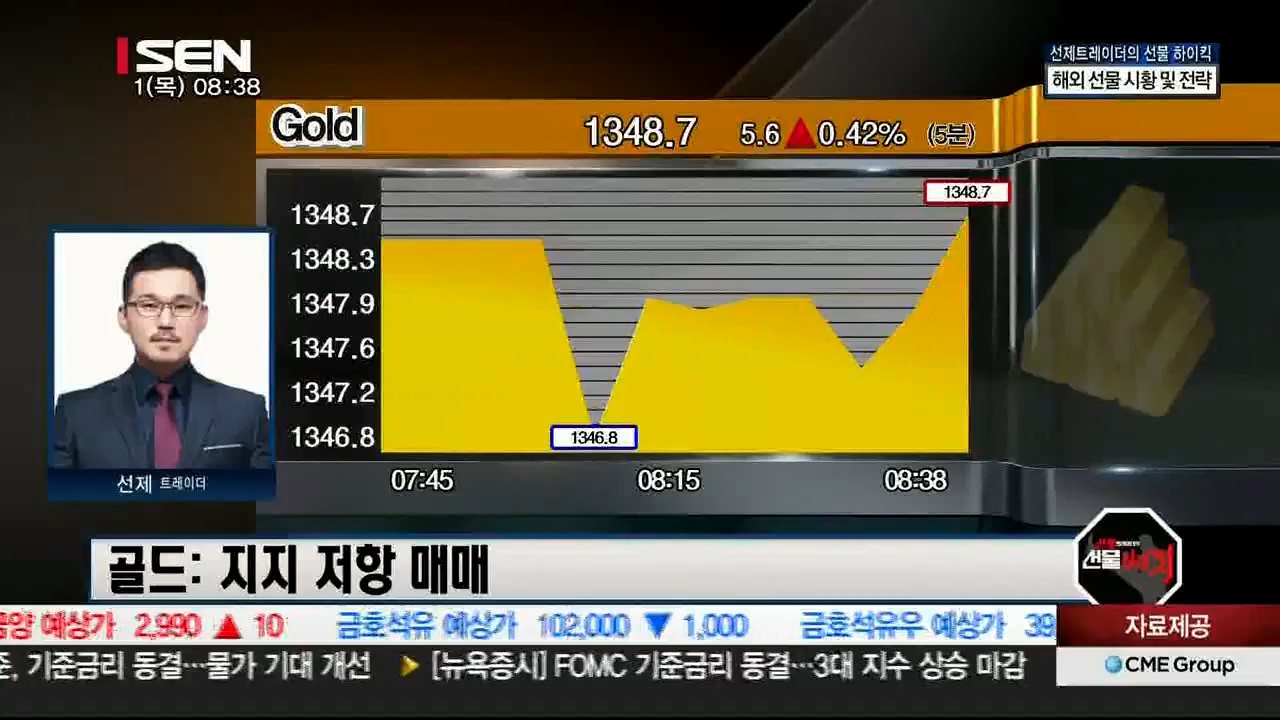 SEN
1(목) 08:38
선제트레이더의 선물 하이킥
해외 선물 시황 및 전략
Gold 1348.7 5.6 ▲ 0.42% (5분)
1348.7
1348.7
1348.3
1347.9
1347.6
1347.2
1346.8
1346.8
07:45 08:15 08:38
선제 트레이더
골드: 지지 저항 매매
선물
예상가 2,990 ▲ 10 금호석유 예상가 102,000 ▼ 1,000 금호석유우 예상가 39
자료제공
, 기준금리 동결…물가 기대 개선 ▶ [뉴욕증시] FOMC 기준금리 동결…3대 지수 상승 마감
CME Group